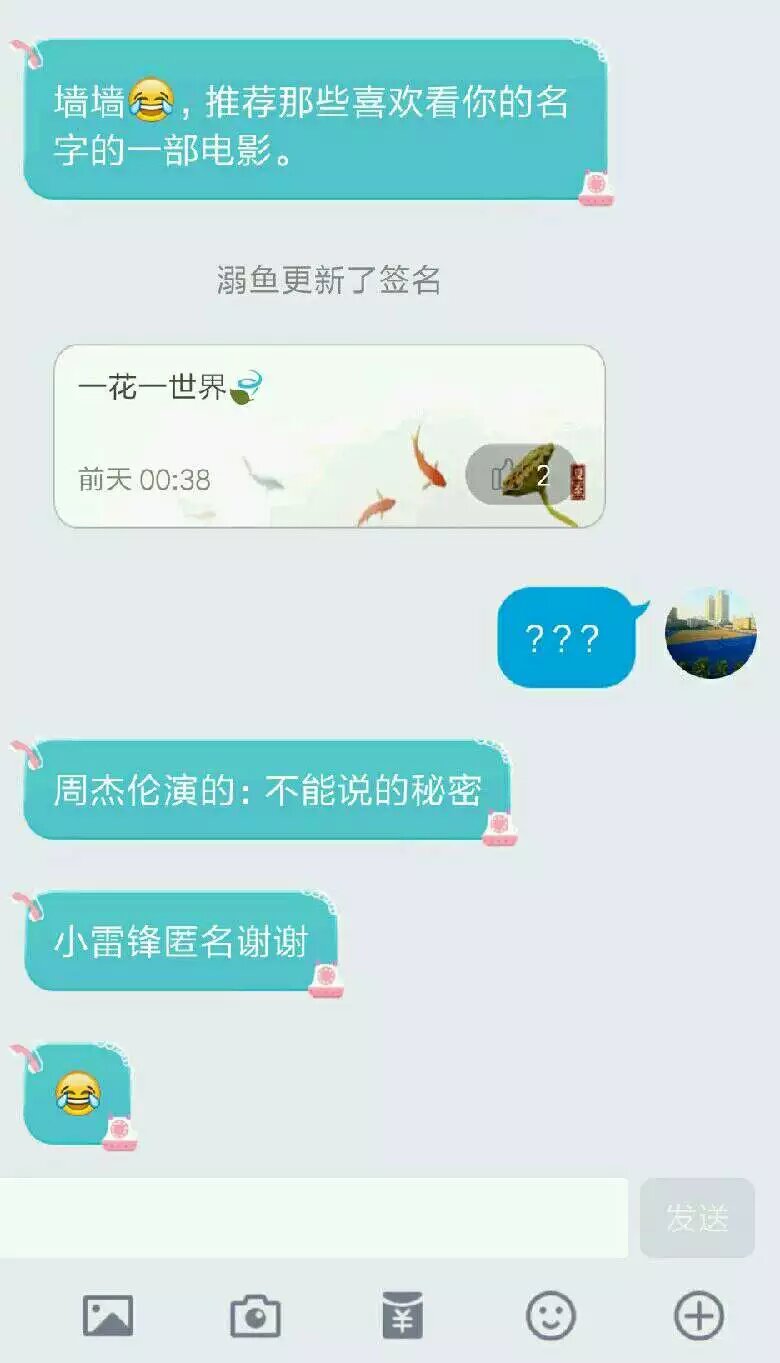 墙墙😂，推荐那些喜欢看你的名
字的一部电影。
溺鱼更新了签名
一花一世界
前天 00:38
2
？？？
周杰伦演的：不能说的秘密
小雷锋匿名谢谢
😂
发送